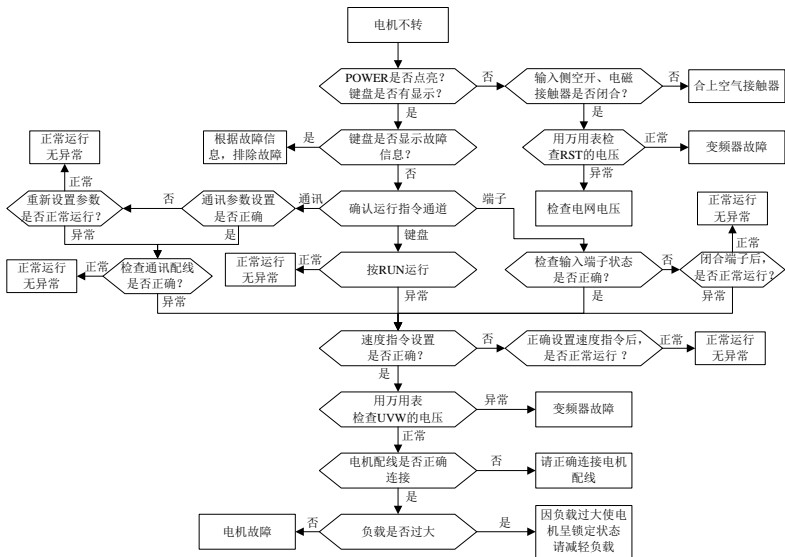 电机不转
POWER是否点亮？
键盘是否有显示？
否
输入侧空开、电磁
接触器是否闭合？
否
合上空气接触器
是
是
正常运行
无异常
根据故障信
息，排除故障
是
键盘是否显示故障
信息？
用万用表检
查RST的电压
正常
变频器故障
正常
否
异常
重新设置参数
是否正常运行？
否
通讯参数设置
是否正确
通讯
确认运行指令通道
端子
检查电网电压
正常运行
无异常
异常
是
键盘
正常
正常运行
无异常
正常
检查通讯配线
是否正确？
正常运行
无异常
正常
按RUN运行
检查输入端子状态
是否正确？
否
闭合端子后，
是否正常运行？
异常
异常
是
异常
速度指令设置
是否正确？
否
正确设置速度指令后，
是否正常运行 ？
正常
正常运行
无异常
是
用万用表
检查UVW的电压
异常
变频器故障
正常
电机配线是否正确
连接
否
请正确连接电机
配线
是
电机故障
否
负载是否过大
是
因负载过大使电
机呈锁定状态
请减轻负载